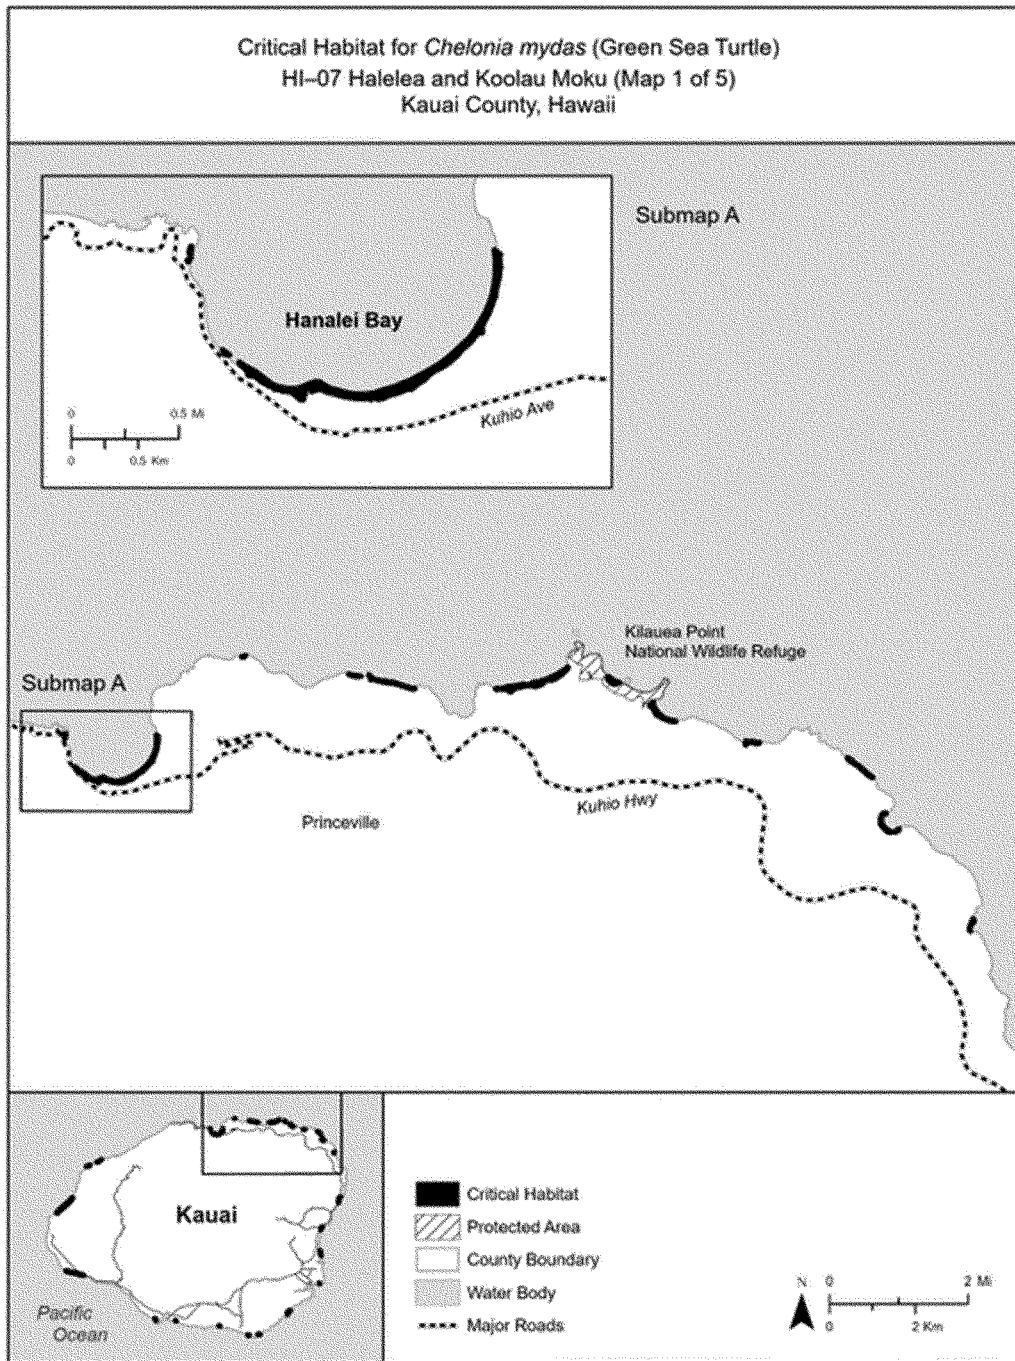 Critical Habitat for Chelonia mydas (Green Sea Turtle)
HI–07 Halelea and Koolau Moku (Map 1 of 5)
Kauai County, Hawaii
Submap A
Hanalei Bay
Kuhio Ave
0 0.5 Mi
0 0.5 Km
Kilauea Point
National Wildlife Refuge
Submap A
Kuhio Hwy
Princeville
Kauai
Pacific
Ocean
Critical Habitat
Protected Area
County Boundary
Water Body
Major Roads
N
0 2 Mi
0 2 Km